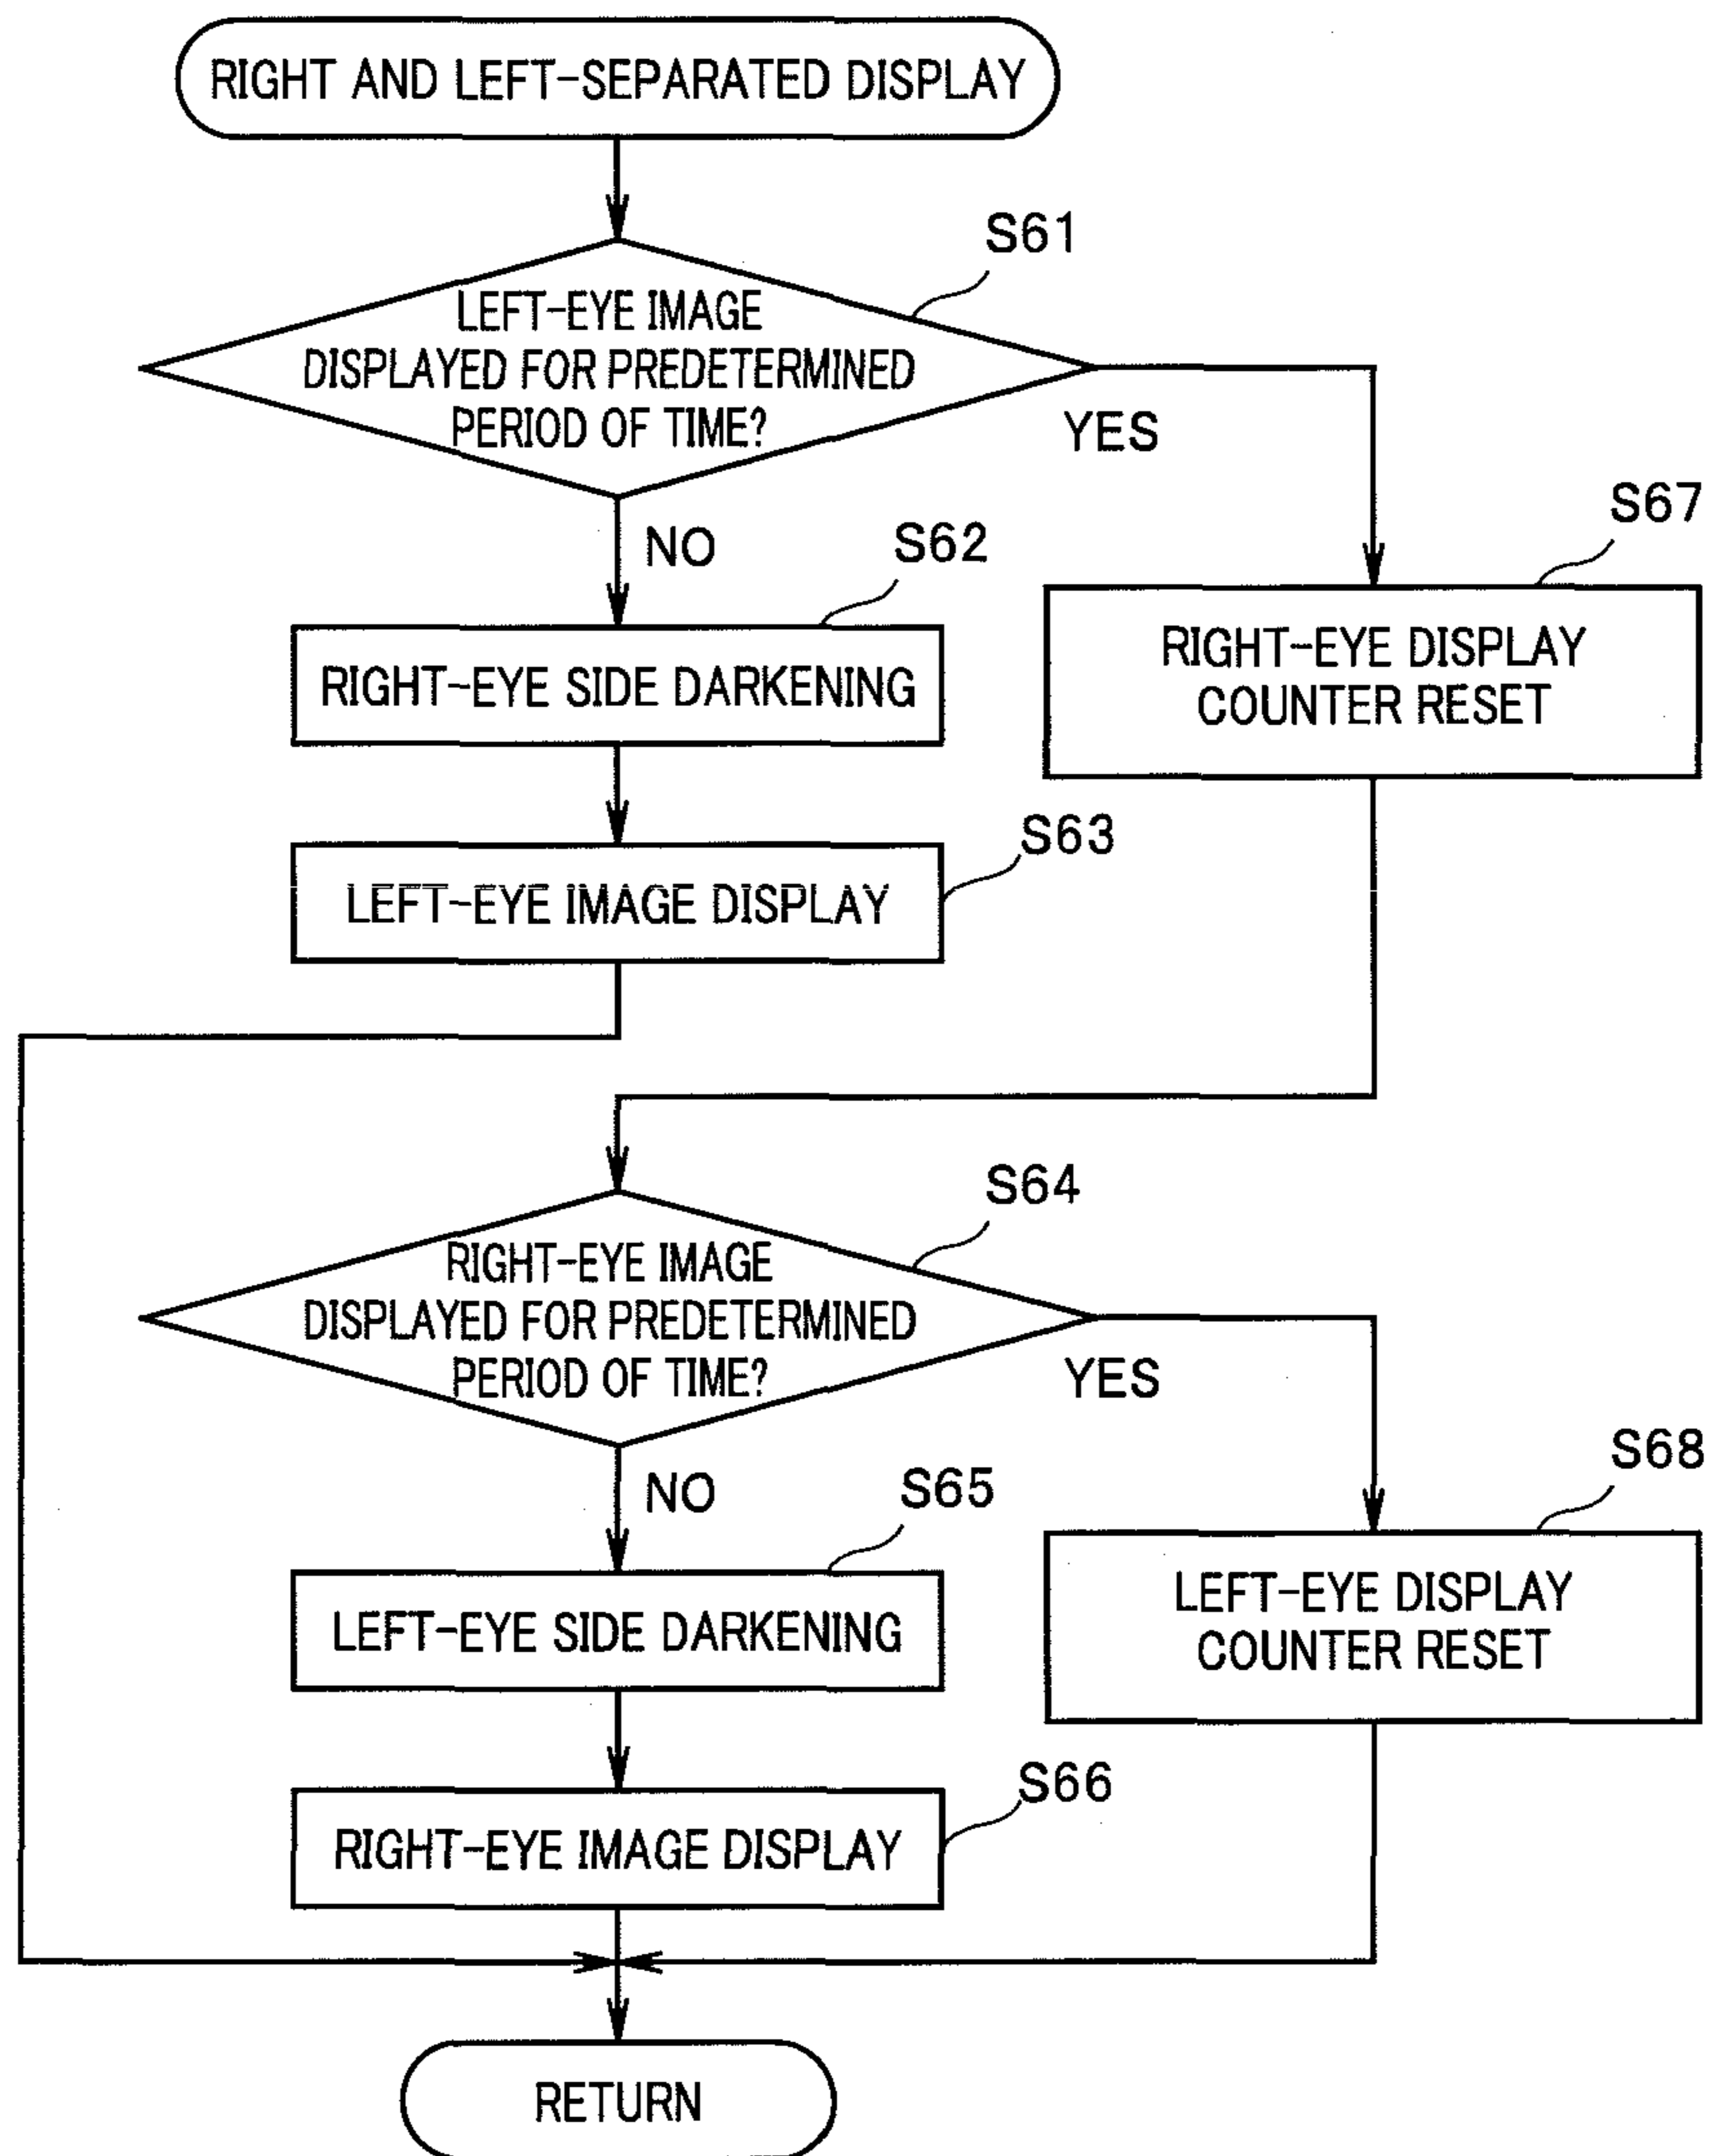 RIGHT AND LEFT-SEPARATED DISPLAY
S61
LEFT-EYE IMAGE
DISPLAYED FOR PREDETERMINED
PERIOD OF TIME?
YES
NO
S62
RIGHT-EYE SIDE DARKENING
S67
RIGHT-EYE DISPLAY
COUNTER RESET
S63
LEFT-EYE IMAGE DISPLAY
S64
RIGHT-EYE IMAGE
DISPLAYED FOR PREDETERMINED
PERIOD OF TIME?
YES
NO
S65
LEFT-EYE SIDE DARKENING
S68
LEFT-EYE DISPLAY
COUNTER RESET
S66
RIGHT-EYE IMAGE DISPLAY
RETURN